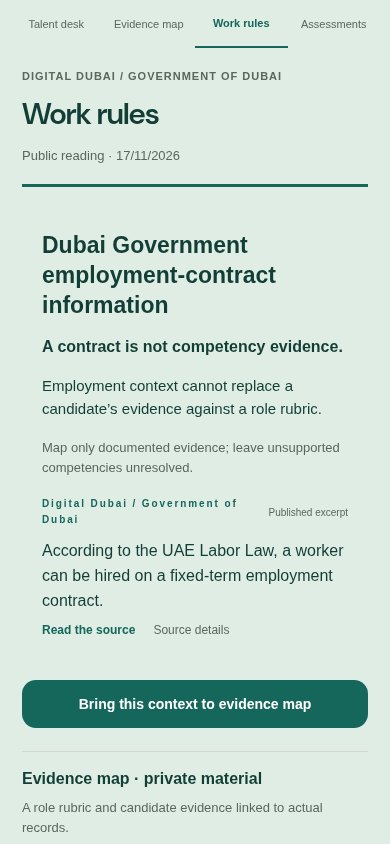 Talent desk Evidence map Work rules Assessments
DIGITAL DUBAI / GOVERNMENT OF DUBAI
Work rules
Public reading · 17/11/2026
Dubai Government
employment-contract
information
A contract is not competency evidence.
Employment context cannot replace a
candidate’s evidence against a role rubric.
Map only documented evidence; leave unsupported
competencies unresolved.
Digital Dubai / Government of
Dubai
Published excerpt
According to the UAE Labor Law, a worker
can be hired on a fixed-term employment
contract.
Read the source Source details
Bring this context to evidence map
Evidence map · private material
A role rubric and candidate evidence linked to actual
records.